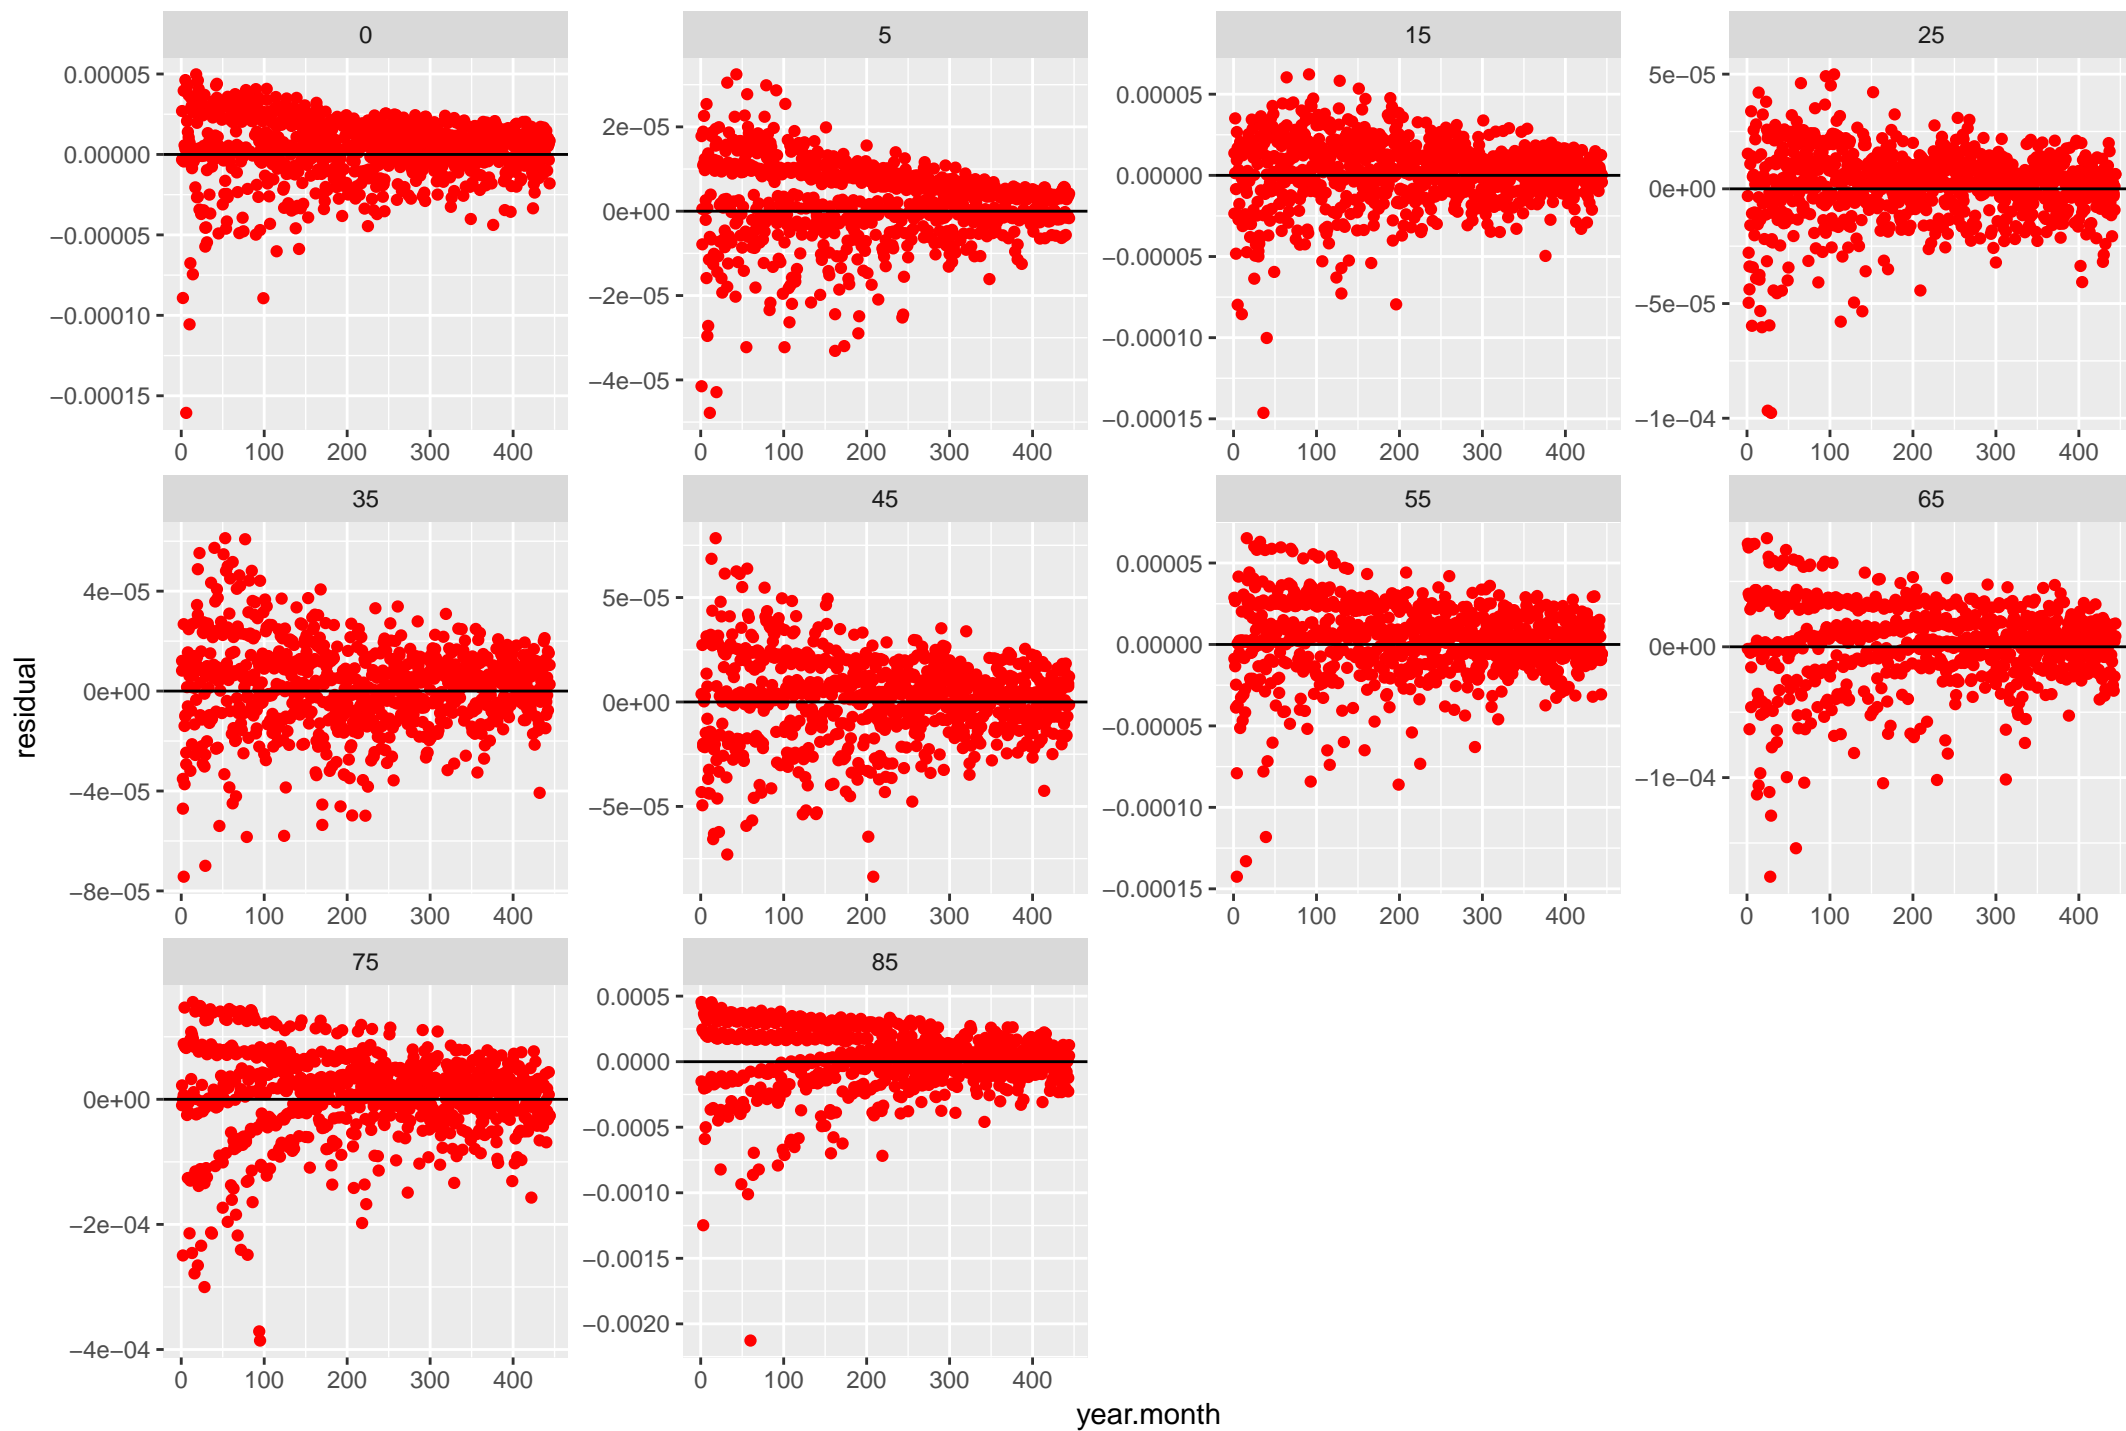 0 5 15 25
0.00005
0.00000
−0.00005
−0.00010
−0.00015
0 100 200 300 400
2e−05
0e+00
−2e−05
−4e−05
0 100 200 300 400
0.00005
0.00000
−0.00005
−0.00010
−0.00015
0 100 200 300 400
5e−05
0e+00
−5e−05
−1e−04
0 100 200 300 400
35 45 55 65
4e−05
0e+00
−4e−05
−8e−05
0 100 200 300 400
5e−05
0e+00
−5e−05
0 100 200 300 400
0.00005
0.00000
−0.00005
−0.00010
−0.00015
0 100 200 300 400
0e+00
−1e−04
0 100 200 300 400
residual
75 85
0e+00
−2e−04
−4e−04
0 100 200 300 400
0.0005
0.0000
−0.0005
−0.0010
−0.0015
−0.0020
0 100 200 300 400
year.month